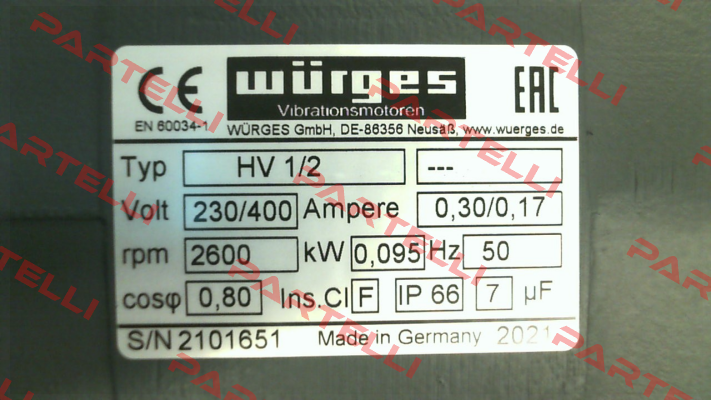 CE würges EAC
Vibrationsmotoren
EN 60034-1 WÜRGES GmbH, DE-86356 Neusäß, www.wuerges.de
Typ HV 1/2 ---
Volt 230/400 Ampere 0,30/0,17
rpm 2600 kW 0,095 Hz 50
cosφ 0,80 Ins.Cl F IP 66 7 µF
S/N 2101651 Made in Germany 2021
PARTELLI
PARTELLI
PARTELLI
PARTELLI
PARTELLI
PARTELLI